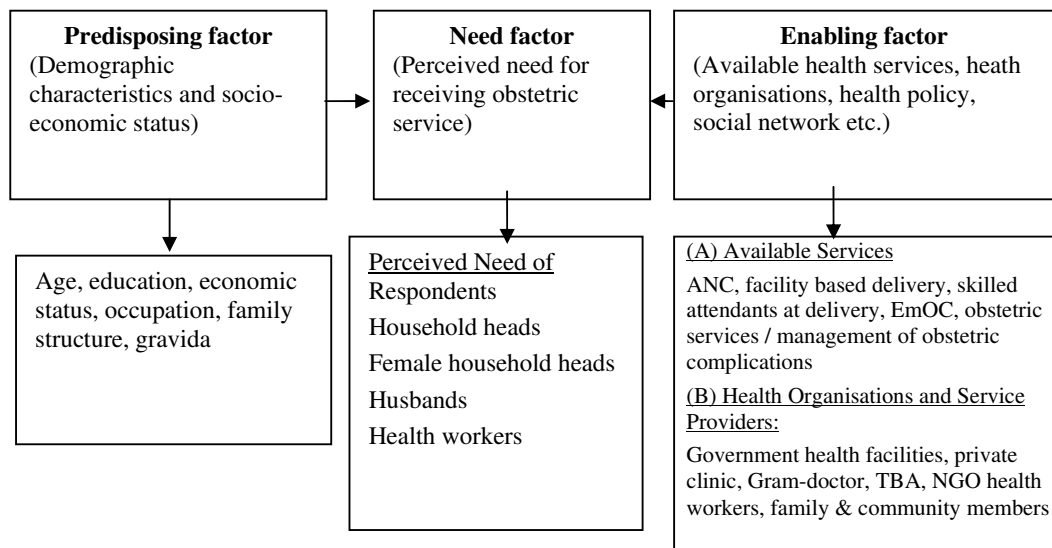 Predisposing factor
(Demographic
characteristics and socio-
economic status)
Need factor
(Perceived need for
receiving obstetric
service)
Enabling factor
(Available health services, heath
organisations, health policy,
social network etc.)
Age, education, economic
status, occupation, family
structure, gravida
Perceived Need of
Respondents
Household heads
Female household heads
Husbands
Health workers
(A) Available Services
ANC, facility based delivery, skilled
attendants at delivery, EmOC, obstetric
services / management of obstetric
complications
(B) Health Organisations and Service
Providers:
Government health facilities, private
clinic, Gram-doctor, TBA, NGO health
workers, family & community members